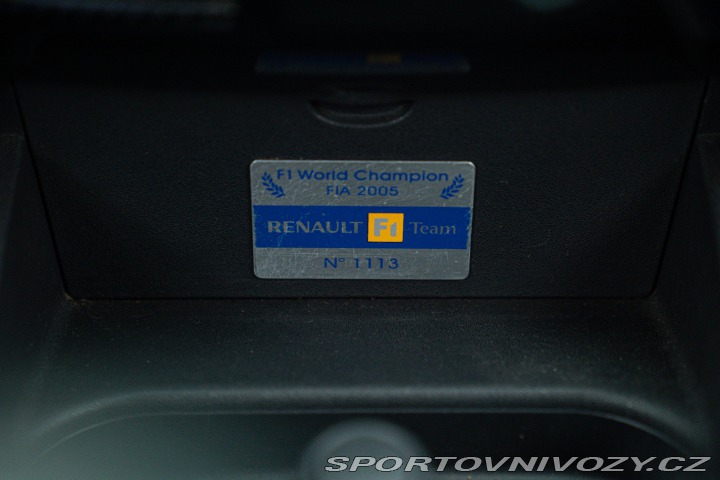 F1 World Champion
FIA 2005
RENAULT F1 Team
N° 1113
SPORTOVNIVOZY.CZ